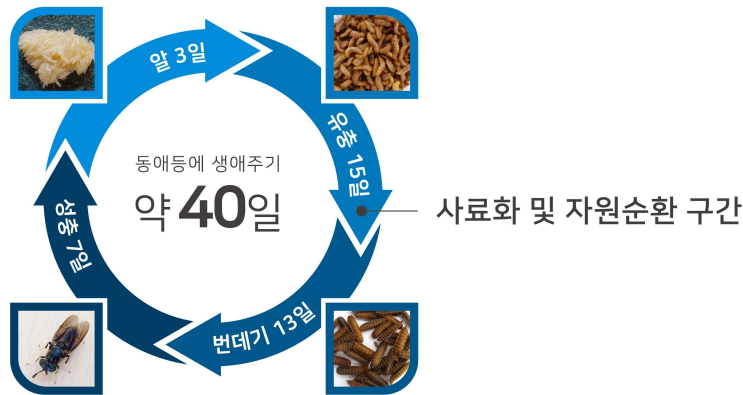 알 3일
유충 15일
동애등에 생애주기
약 40일
사료화 및 자원순환 구간
성충 7일
번데기 13일